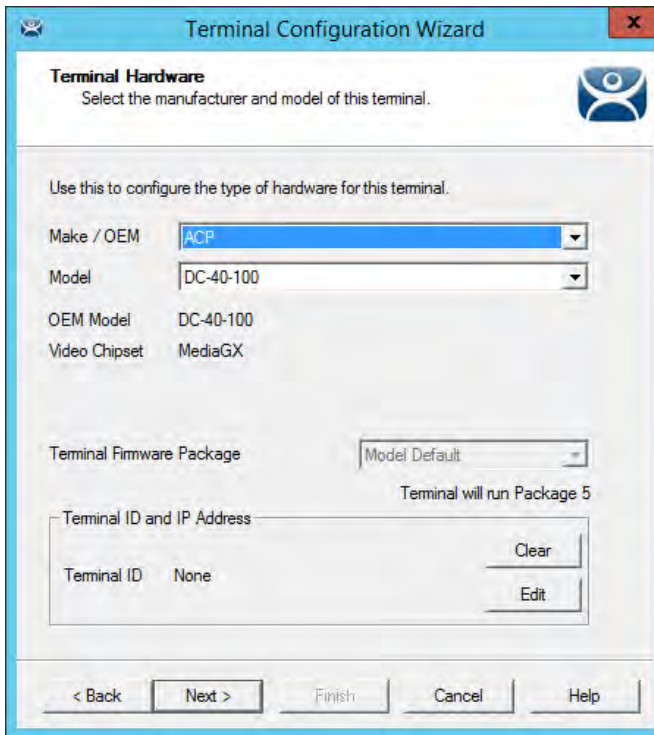 Terminal Configuration Wizard
x
Terminal Hardware
Select the manufacturer and model of this terminal.
Use this to configure the type of hardware for this terminal.
Make / OEM ACP
Model DC-40-100
OEM Model DC-40-100
Video Chipset MediaGX
Terminal Firmware Package Model Default
Terminal will run Package 5
Terminal ID and IP Address
Clear
Terminal ID None
Edit
< Back Next > Finish Cancel Help